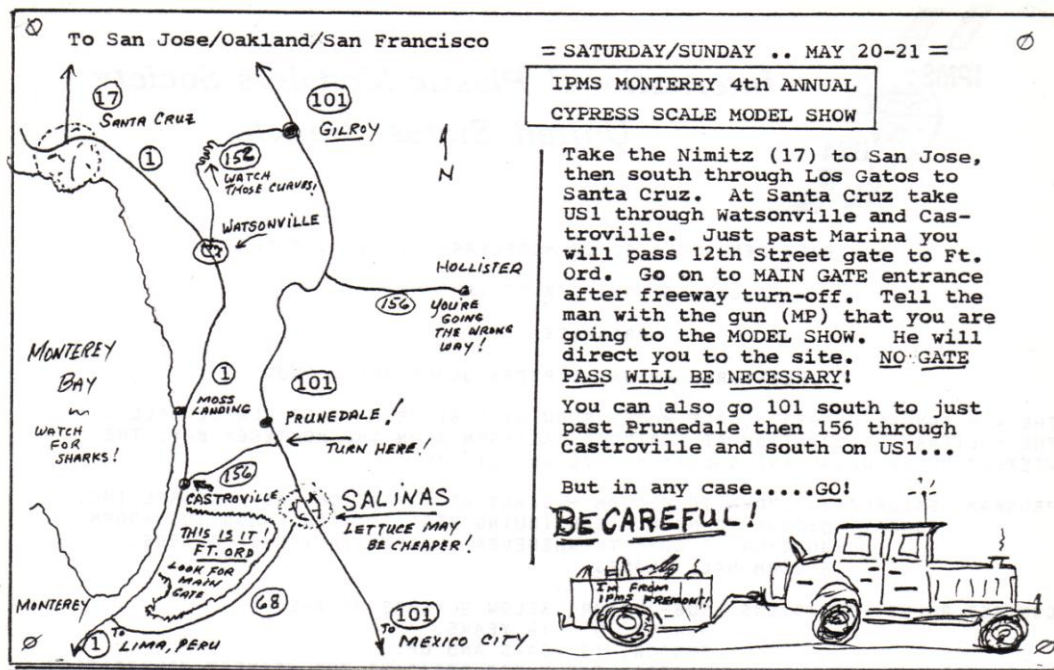 To San Jose/Oakland/San Francisco
17
SANTA CRUZ
1
101
GILROY
152
WATCH
THOSE CURVES!
N
WATSONVILLE
HOLLISTER
156
YOU'RE
GOING
THE WRONG
WAY!
MONTEREY
BAY
WATCH
FOR
SHARKS!
1
MOSS
LANDING
101
PRUNEDALE!
TURN HERE!
156
CASTROVILLE
SALINAS
LETTUCE MAY
BE CHEAPER!
THIS IS IT!
FT. ORD
LOOK FOR
MAIN
GATE
68
MONTEREY
1
TO
LIMA, PERU
101
TO
MEXICO CITY
= SATURDAY/SUNDAY .. MAY 20-21 =
IPMS MONTEREY 4th ANNUAL
CYPRESS SCALE MODEL SHOW
Take the Nimitz (17) to San Jose,
then south through Los Gatos to
Santa Cruz. At Santa Cruz take
US1 through Watsonville and Cas-
troville. Just past Marina you
will pass 12th Street gate to Ft.
Ord. Go on to MAIN GATE entrance
after freeway turn-off. Tell the
man with the gun (MP) that you are
going to the MODEL SHOW. He will
direct you to the site. NO GATE
PASS WILL BE NECESSARY!
You can also go 101 south to just
past Prunedale then 156 through
Castroville and south on US1...
But in any case.....GO!
BE CAREFUL!
I'M FROM
IPMS FREMONT!